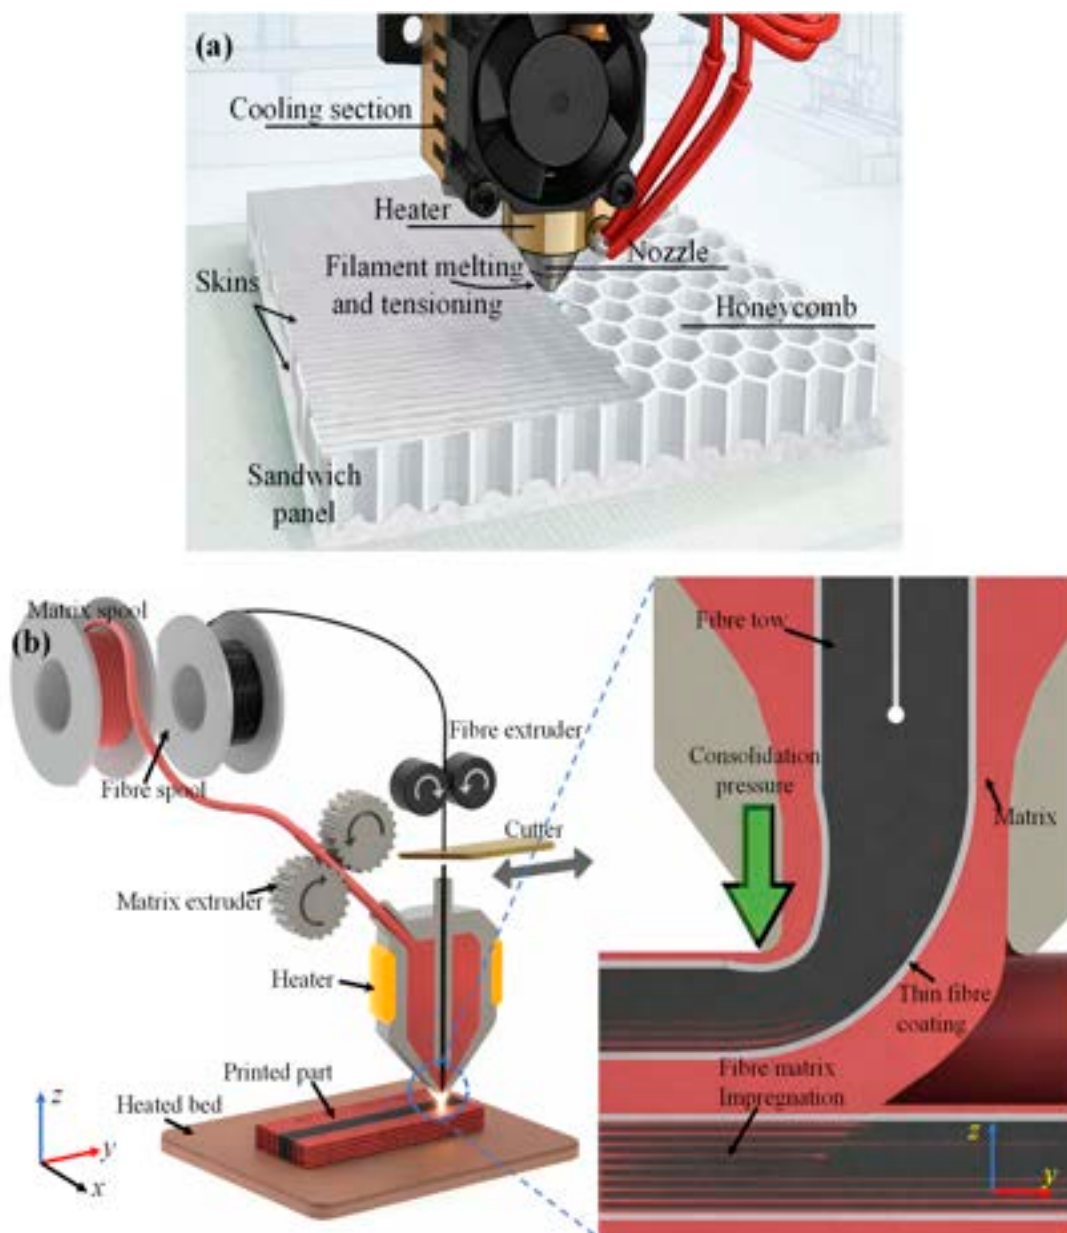 (a)
Cooling section
Heater
Nozzle
Filament melting
and tensioning
Skins
Honeycomb
Sandwich
panel
Matrix spool
(b)
Fibre tow
Fibre extruder
Fibre spool
Consolidation
pressure
Cutter
Matrix
Matrix extruder
Heater
Thin fibre
coating
Printed part
Fibre matrix
Impregnation
Heated bed
z
y
x
z
y